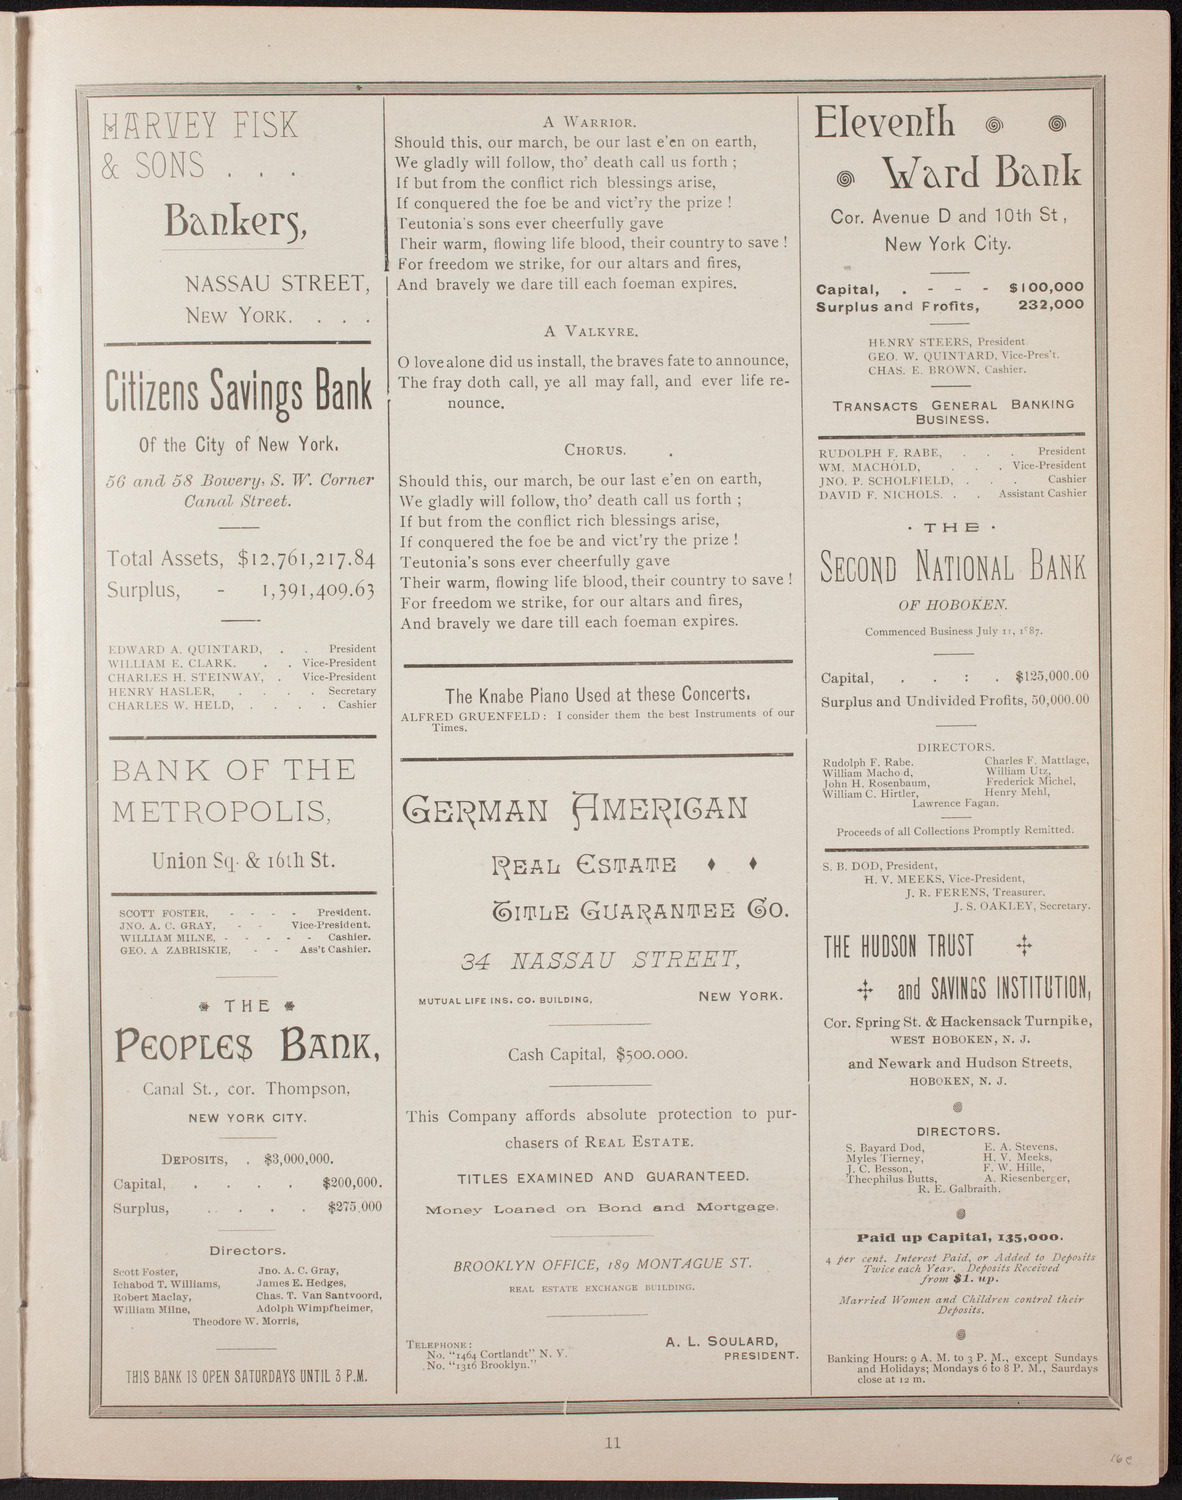 HARVEY FISK
& SONS . . .
Bankers,
NASSAU STREET,
NEW YORK. . . .
Citizens Savings Bank
Of the City of New York.
56 and 58 Bowery, S. W. Corner
Canal Street.
Total Assets, $12,761,217.84
Surplus, - 1,391,409.63
EDWARD A. QUINTARD, . . President
WILLIAM E. CLARK. . . Vice-President
CHARLES H. STEINWAY, . Vice-President
HENRY HASLER, . . . . Secretary
CHARLES W. HELD, . . . . Cashier
BANK OF THE
METROPOLIS,
Union Sq. & 16th St.
SCOTT FOSTER, - - - - President.
JNO. A. C. GRAY, - - Vice-President.
WILLIAM MILNE, - - - - - Cashier.
GEO. A ZABRISKIE, - - Ass't Cashier.
THE
PEOPLES BANK,
Canal St., cor. Thompson,
NEW YORK CITY.
DEPOSITS, . $3,000,000.
Capital, . . . . $200,000.
Surplus, . . . . $275,000
Directors.
Scott Foster, Jno. A. C. Gray,
Ichabod T. Williams, James E. Hedges,
Robert Maclay, Chas. T. Van Santvoord,
William Milne, Adolph Wimpfheimer,
Theodore W. Morris,
THIS BANK IS OPEN SATURDAYS UNTIL 3 P.M.
A WARRIOR.
Should this, our march, be our last e'en on earth,
We gladly will follow, tho' death call us forth ;
If but from the conflict rich blessings arise,
If conquered the foe be and vict'ry the prize !
Teutonia's sons ever cheerfully gave
Their warm, flowing life blood, their country to save !
For freedom we strike, for our altars and fires,
And bravely we dare till each foeman expires.
A VALKYRE.
O love alone did us install, the braves fate to announce,
The fray doth call, ye all may fall, and ever life re-
nounce.
CHORUS.
Should this, our march, be our last e'en on earth,
We gladly will follow, tho' death call us forth ;
If but from the conflict rich blessings arise,
If conquered the foe be and vict'ry the prize !
Teutonia's sons ever cheerfully gave
Their warm, flowing life blood, their country to save !
For freedom we strike, for our altars and fires,
And bravely we dare till each foeman expires.
The Knabe Piano Used at these Concerts.
ALFRED GRUENFELD : I consider them the best Instruments of our
Times.
GERMAN AMERICAN
REAL ESTATE
TITLE GUARANTEE CO.
34 NASSAU STREET,
MUTUAL LIFE INS. CO. BUILDING, NEW YORK.
Cash Capital, $500.000.
This Company affords absolute protection to pur-
chasers of REAL ESTATE.
TITLES EXAMINED AND GUARANTEED.
Money Loaned on Bond and Mortgage.
BROOKLYN OFFICE, 189 MONTAGUE ST.
REAL ESTATE EXCHANGE BUILDING.
TELEPHONE :
No. "1464 Cortlandt" N. Y.
No. "1316 Brooklyn."
A. L. SOULARD,
PRESIDENT.
Eleventh
Ward Bank
Cor. Avenue D and 10th St,
New York City.
Capital, . - - - $100,000
Surplus and Profits, 232,000
HENRY STEERS, President
GEO. W. QUINTARD, Vice-Pres't.
CHAS. E. BROWN, Cashier.
TRANSACTS GENERAL BANKING
BUSINESS.
RUDOLPH F. RABE, . . . President
WM. MACHOLD, . . . Vice-President
JNO. P. SCHOLFIELD, . . . Cashier
DAVID F. NICHOLS. . . Assistant Cashier
· THE ·
SECOND NATIONAL BANK
OF HOBOKEN.
Commenced Business July 11, 1887.
Capital, . . : . $125,000.00
Surplus and Undivided Profits, 50,000.00
DIRECTORS.
Rudolph F. Rabe. Charles F. Mattlage,
William Macho d, William Utz,
John H. Rosenbaum, Frederick Michel,
William C. Hirtler, Henry Mehl,
Lawrence Fagan.
Proceeds of all Collections Promptly Remitted.
S. B. DOD, President,
H. V. MEEKS, Vice-President,
J. R. FERENS, Treasurer,
J. S. OAKLEY, Secretary.
THE HUDSON TRUST
and SAVINGS INSTITUTION,
Cor. Spring St. & Hackensack Turnpike,
WEST HOBOKEN, N. J.
and Newark and Hudson Streets,
HOBOKEN, N. J.
DIRECTORS.
S. Bayard Dod, E. A. Stevens,
Myles Tierney, H. V. Meeks,
J. C. Besson, F. W. Hille,
Theophilus Butts, A. Riesenberger,
R. E. Galbraith.
Paid up Capital, 135,000.
4 per cent. Interest Paid, or Added to Deposits
Twice each Year. Deposits Received
from $1. up.
Married Women and Children control their
Deposits.
Banking Hours: 9 A. M. to 3 P. M., except Sundays
and Holidays; Mondays 6 to 8 P. M., Saurdays
close at 12 m.
11